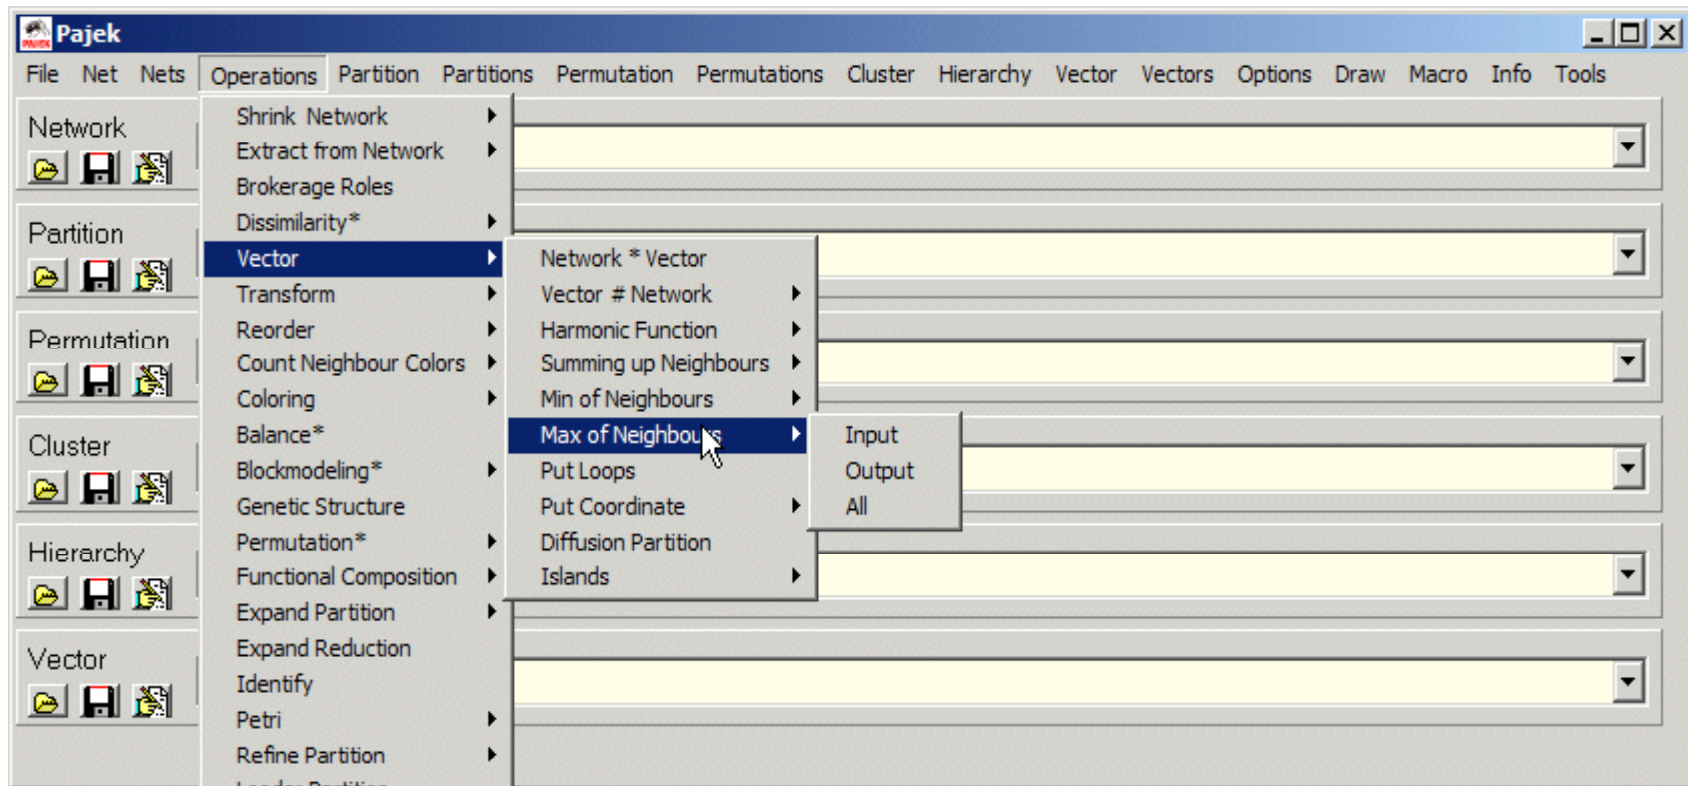 Pajek
File Net Nets Operations Partition Partitions Permutation Permutations Cluster Hierarchy Vector Vectors Options Draw Macro Info Tools
Network
Partition
Permutation
Cluster
Hierarchy
Vector
Shrink Network
Extract from Network
Brokerage Roles
Dissimilarity*
Vector
Transform
Reorder
Count Neighbour Colors
Coloring
Balance*
Blockmodeling*
Genetic Structure
Permutation*
Functional Composition
Expand Partition
Expand Reduction
Identify
Petri
Refine Partition
Leader Partition
Network * Vector
Vector # Network
Harmonic Function
Summing up Neighbours
Min of Neighbours
Max of Neighbours
Put Loops
Put Coordinate
Diffusion Partition
Islands
Input
Output
All